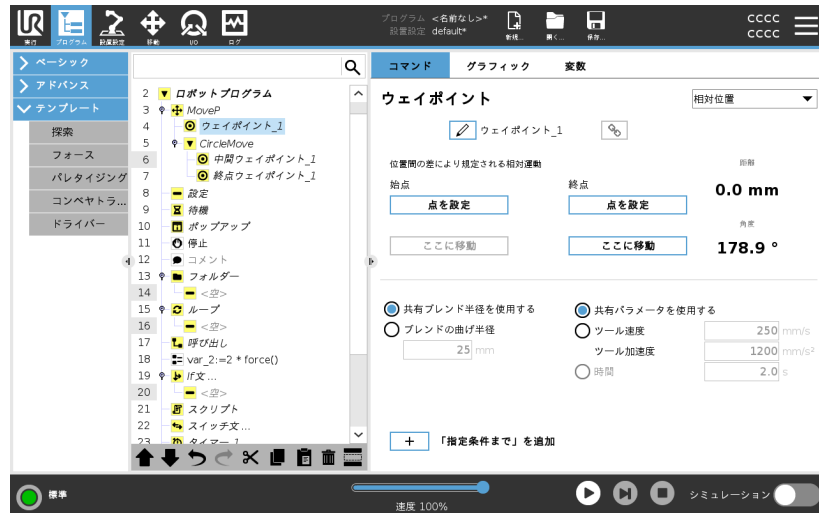 UR
実行
プログラム
設置設定
移動
I/O
ログ
プログラム <名前なし>*
設置設定 default*
新規...
開く...
保存...
CCCC
CCCC
ベーシック
アドバンス
テンプレート
探索
フォース
パレタイジング
コンベヤトラ...
ドライバー
2 ロボットプログラム
3 MoveP
4 ウェイポイント_1
5 CircleMove
6 中間ウェイポイント_1
7 終点ウェイポイント_1
8 設定
9 待機
10 ポップアップ
11 停止
12 コメント
13 フォルダー
14 <空>
15 ループ
16 <空>
17 呼び出し
18 var_2:=2 * force()
19 If文...
20 <空>
21 スクリプト
22 スイッチ文...
23 タイマー_1
コマンド グラフィック 変数
ウェイポイント
相対位置
ウェイポイント_1
位置間の差により規定される相対運動
距離
始点 終点
0.0 mm
点を設定 点を設定
角度
ここに移動 ここに移動
178.9 °
共有ブレンド半径を使用する
ブレンドの曲げ半径
25 mm
共有パラメータを使用する
ツール速度 250 mm/s
ツール加速度 1200 mm/s²
時間 2.0 s
+ 「指定条件まで」を追加
標準
速度 100%
シミュレーション